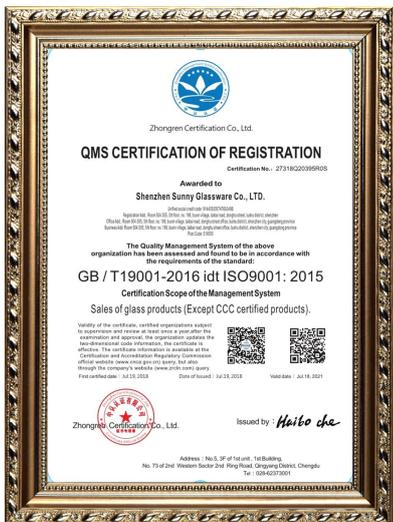 Zhongren Certification Co., Ltd.
QMS CERTIFICATION OF REGISTRATION
Certification No.: 27318Q20395R0S
Awarded to
Shenzhen Sunny Glassware Co., LTD.
The Quality Management System of the above
organization has been assessed and found to be in accordance with
the requirements of the standard:
GB / T19001-2016 idt ISO9001: 2015
Certification Scope of the Management System
Sales of glass products (Except CCC certified products).
Validity of the certificate, certified organizations subject
to supervision and review at least once a year,after the
examination and approval, the organization update the
two-dimensional code information, the certificate is
effective. The certificate information is available at the
Certification and Accreditation Regulatory Commission
official website (www.cnca.gov.cn) query, but also
through the company's website (www.zrclin.com) query.
First certified date : Jul.19, 2018 Date of Issued : Jul.19, 2018 Valid date : Jul.18, 2021
Zhongren Certification Co., Ltd.
Issued by : Haibo che
Address : No.5, 3F of 1st unit , 1st Building,
No. 73 of 2nd Western Sector 2nd Ring Road, Qingyang District, Chengdu
Tel : 028-62373001